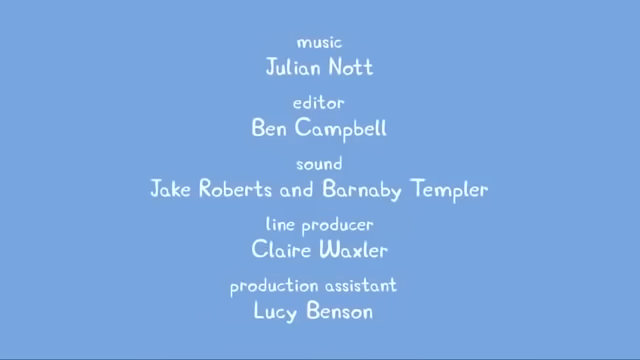 music
Julian Nott
editor
Ben Campbell
sound
Jake Roberts and Barnaby Templer
line producer
Claire Waxler
production assistant
Lucy Benson